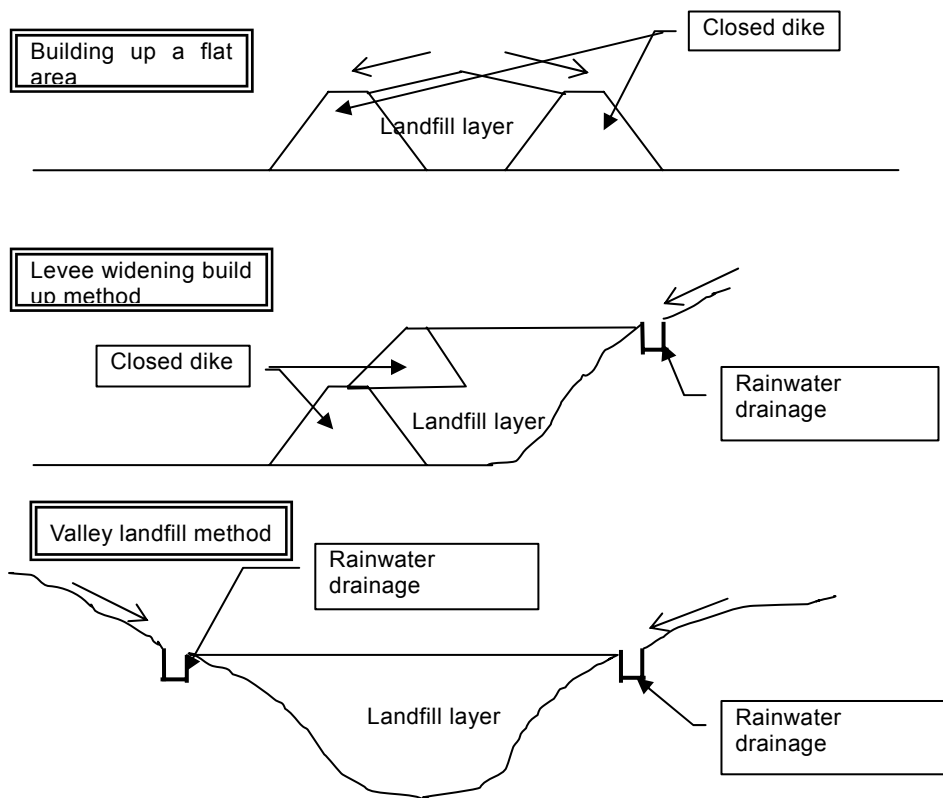 Building up a flat
area
Closed dike
Landfill layer
Levee widening build
up method
Closed dike
Landfill layer
Rainwater
drainage
Valley landfill method
Rainwater
drainage
Landfill layer
Rainwater
drainage